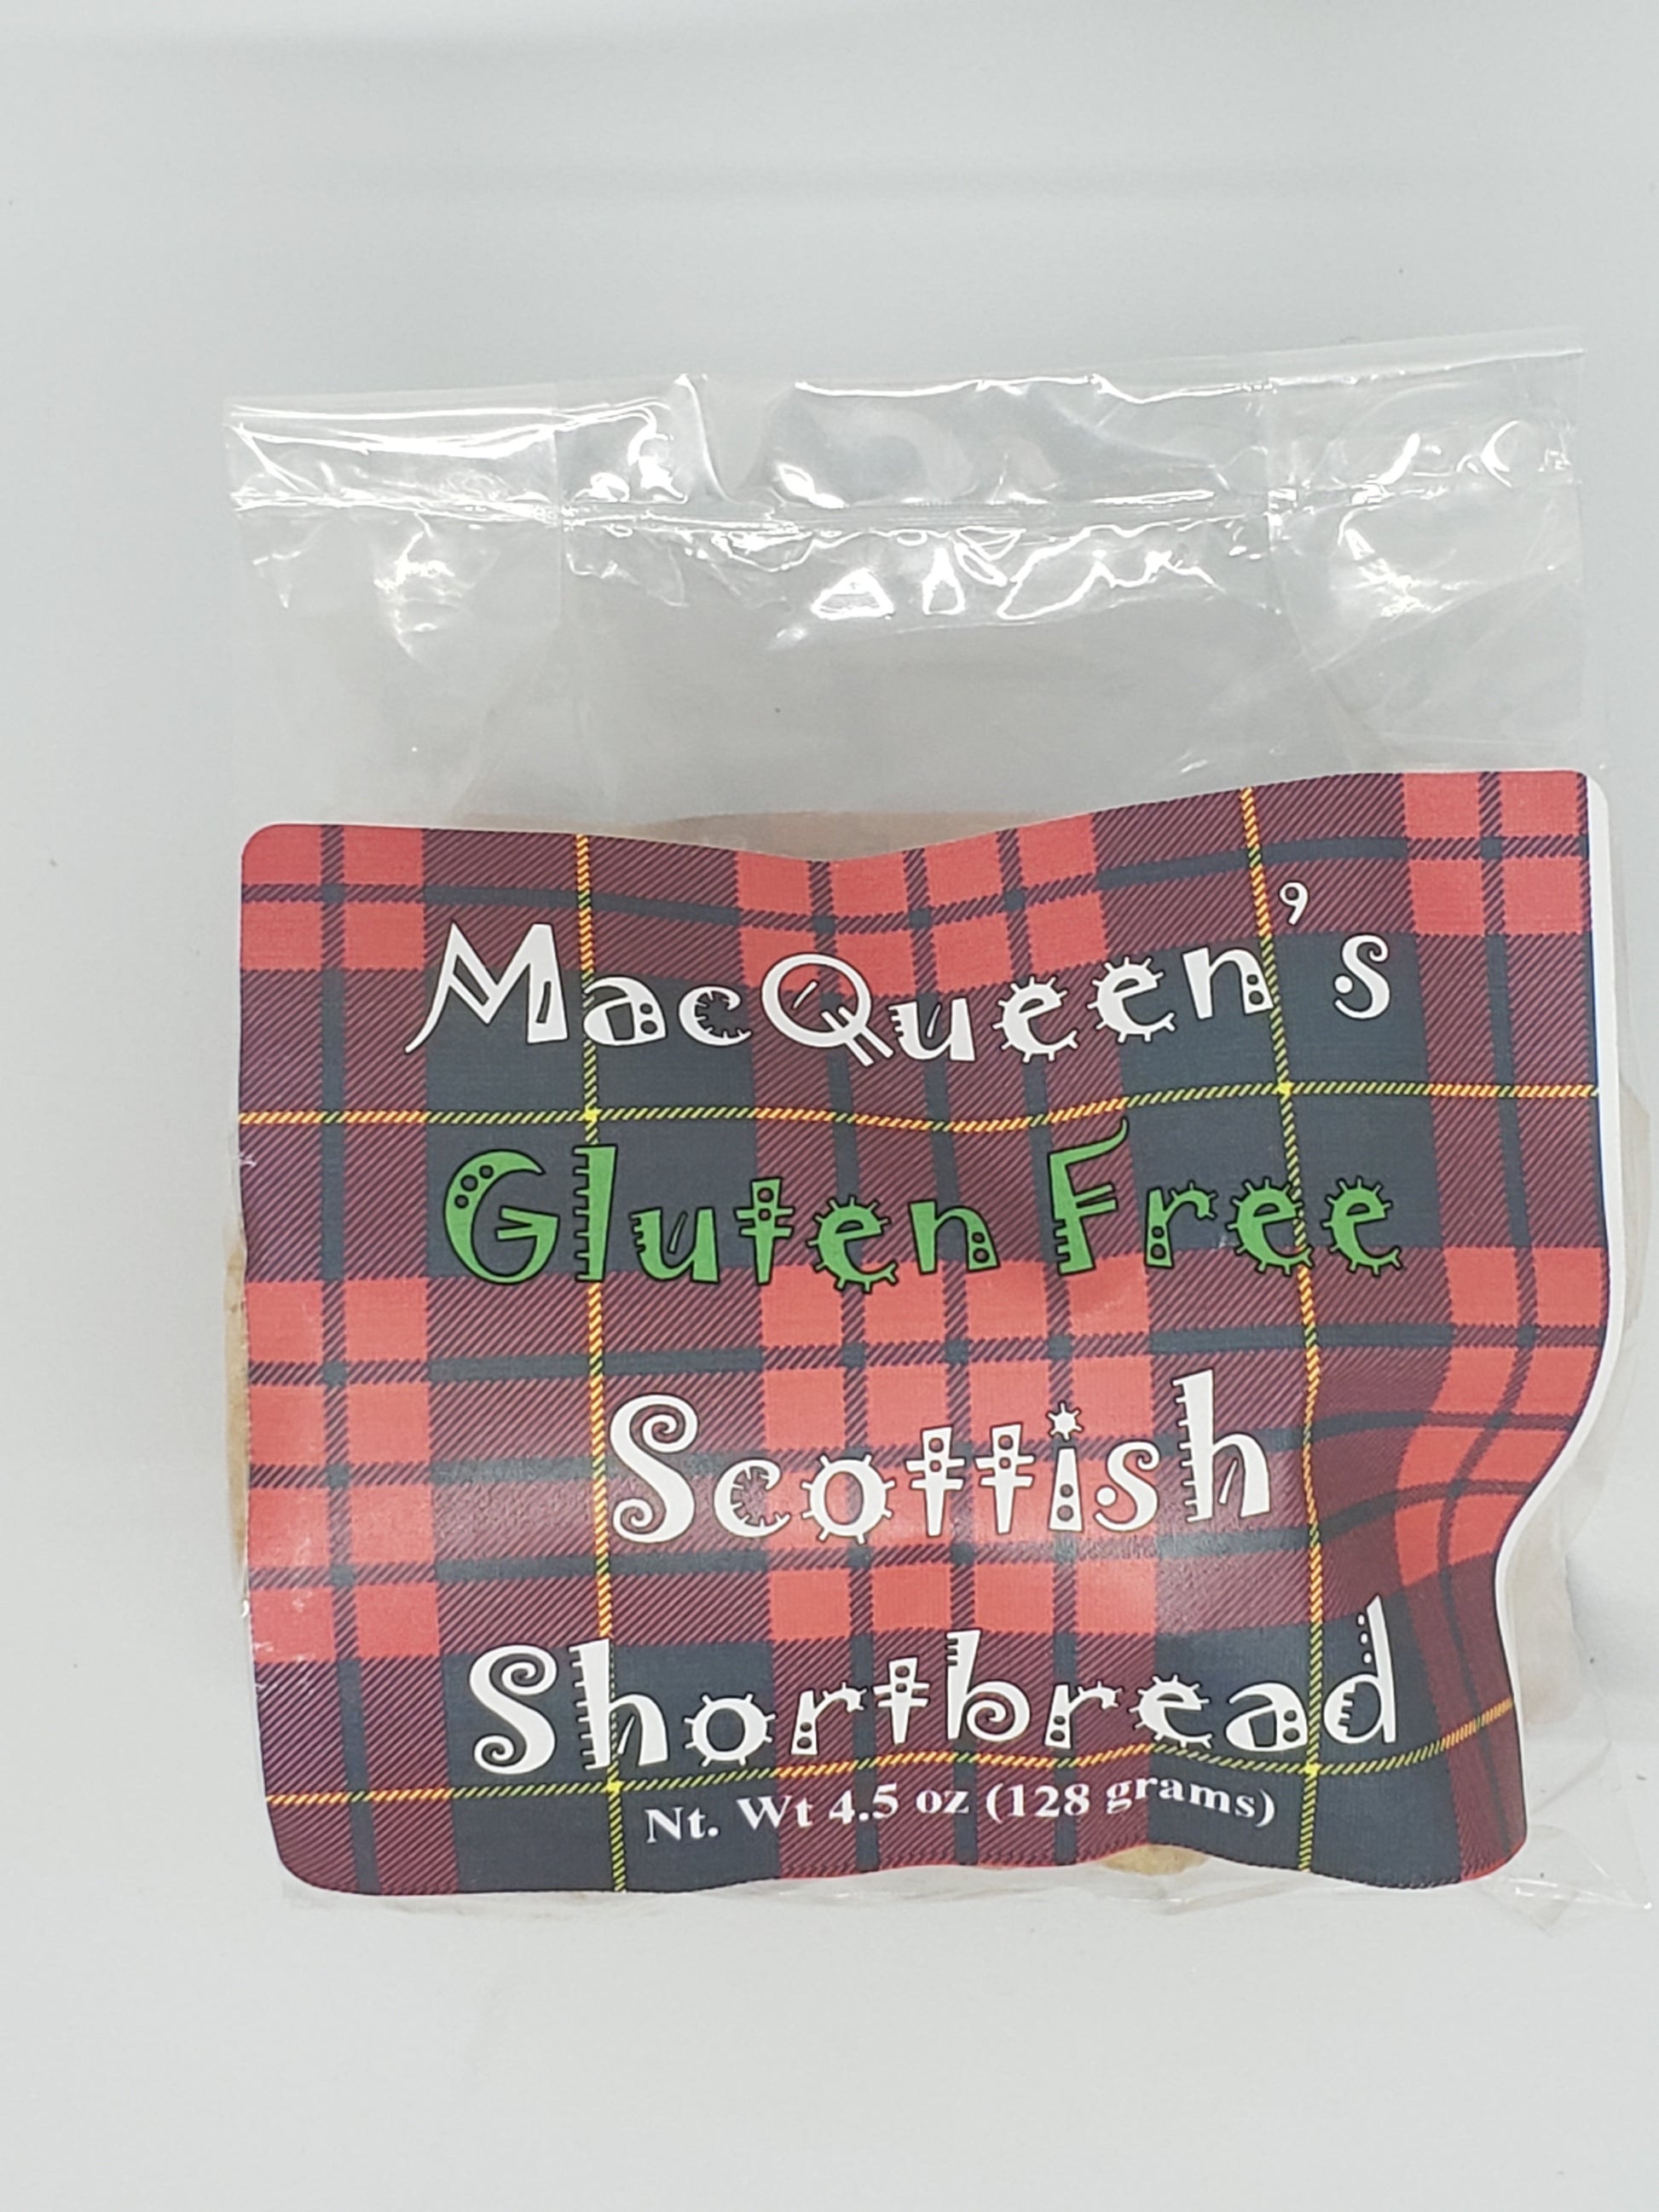 MacQueen's
Gluten Free
Scottish
Shortbread
Nt. Wt 4.5 oz (128 grams)